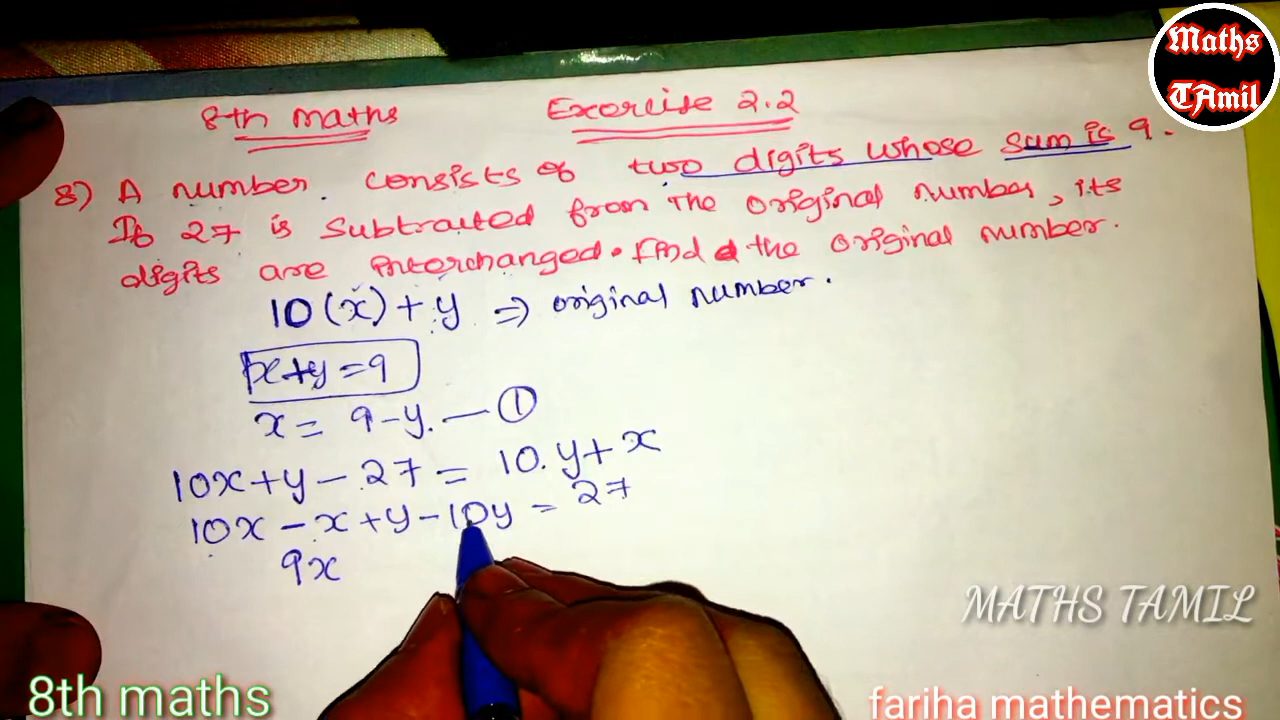 Maths
TAmil
8th maths Exercise 2.2
8) A number consists of two digits whose sum is 9.
If 27 is subtracted from the original number, its
digits are interchanged. Find the original number.
10(x)+y ⇒ original number.
x+y=9
x = 9-y. — ①
10x+y-27 = 10.y+x
10x-x+y-10y = 27
9x
MATHS TAMIL
8th maths
fariha mathematics